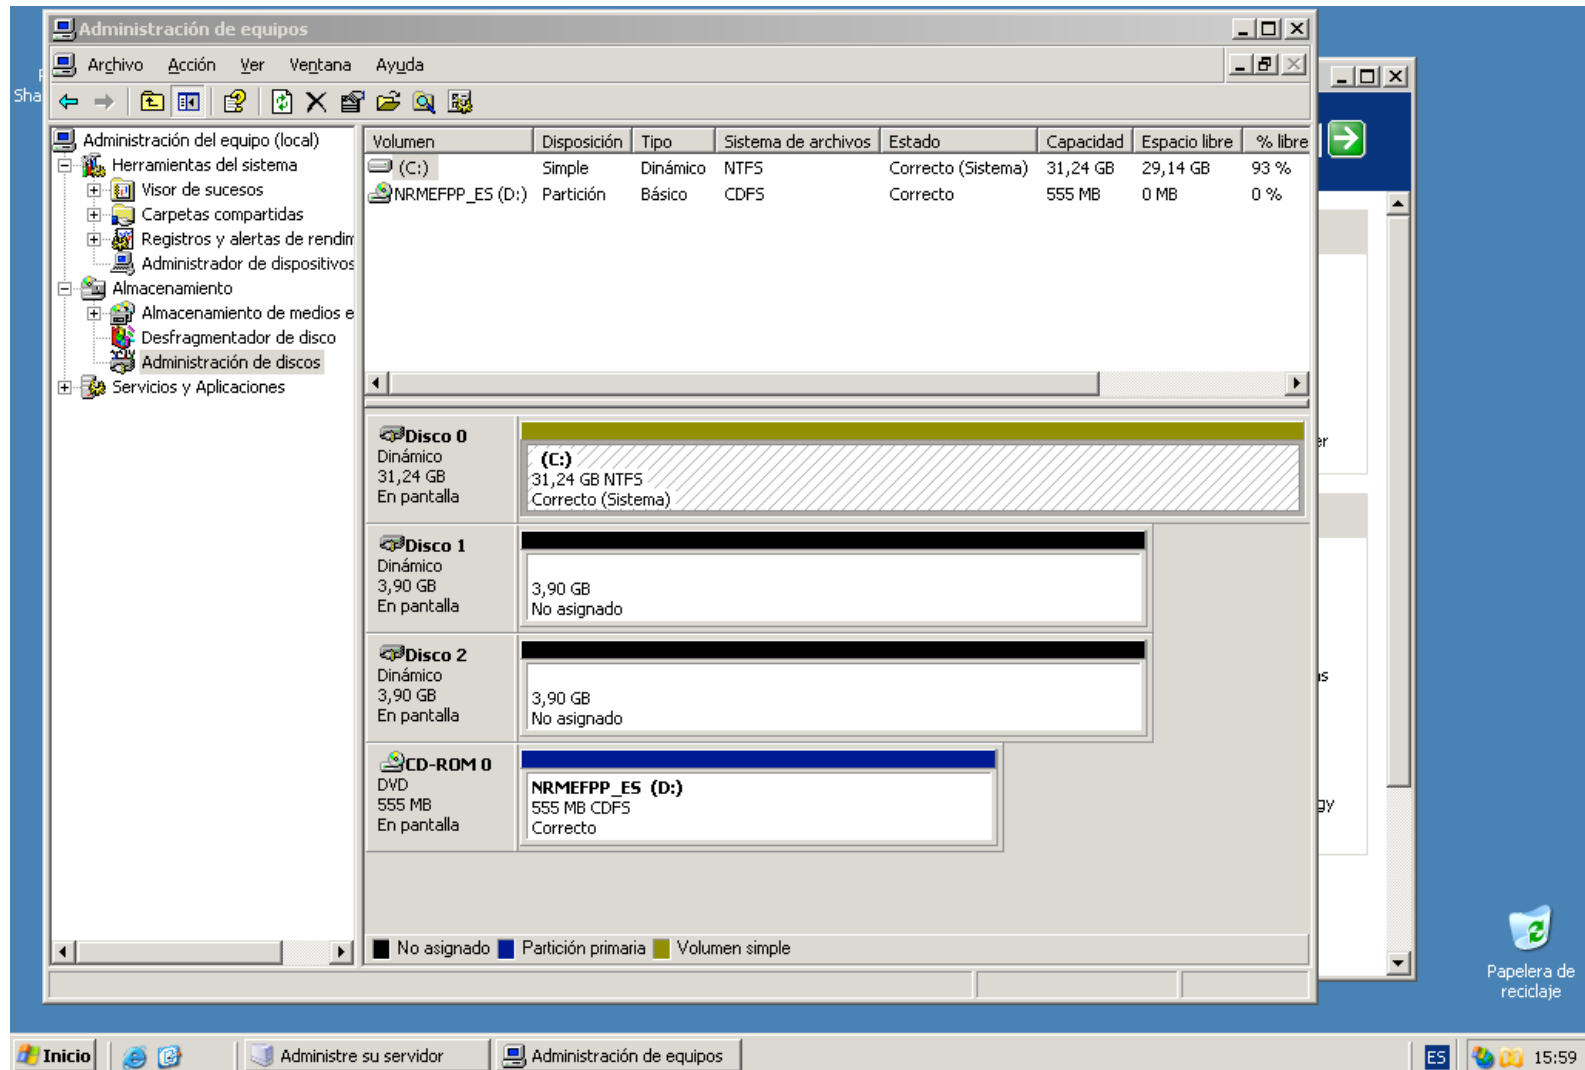 Administración de equipos
Archivo Acción Ver Ventana Ayuda
Sha
Administración del equipo (local)
Herramientas del sistema
Visor de sucesos
Carpetas compartidas
Registros y alertas de rendim
Administrador de dispositivos
Almacenamiento
Almacenamiento de medios e
Desfragmentador de disco
Administración de discos
Servicios y Aplicaciones
Volumen Disposición Tipo Sistema de archivos Estado Capacidad Espacio libre % libre
(C:) Simple Dinámico NTFS Correcto (Sistema) 31,24 GB 29,14 GB 93 %
NRMEFPP_ES (D:) Partición Básico CDFS Correcto 555 MB 0 MB 0 %
Disco 0
Dinámico
31,24 GB
En pantalla
(C:)
31,24 GB NTFS
Correcto (Sistema)
Disco 1
Dinámico
3,90 GB
En pantalla
3,90 GB
No asignado
Disco 2
Dinámico
3,90 GB
En pantalla
3,90 GB
No asignado
CD-ROM 0
DVD
555 MB
En pantalla
NRMEFPP_ES (D:)
555 MB CDFS
Correcto
No asignado Partición primaria Volumen simple
er
as
gy
Papelera de
reciclaje
Inicio Administre su servidor Administración de equipos ES 15:59